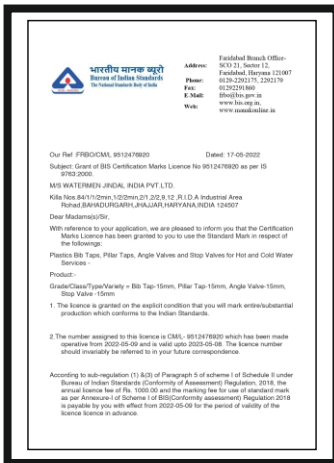 भारतीय मानक ब्यूरो
Bureau of Indian Standards
The National Standards Body of India
Address: Faridabad Branch Office-
SCO 21, Sector 12,
Faridabad, Haryana 121007
Phone: 0129-2292175, 2292179
Fax: 01292291860
E.Mail: frbo@bis.gov.in
Web: www.bis.org.in,
www.manakonline.in
Our Ref :FRBO/CM/L 9512476920 Dated: 17-05-2022
Subject: Grant of BIS Certification Marks Licence No 9512476920 as per IS
9763:2000.
M/S WATERMEN JINDAL INDIA PVT.LTD.
Killa Nos.84/1/1/2min,1/2/2min,2/1,2/2,9,12 ,R.I.D.A Industrial Area
Rohad,BAHADURGARH,JHAJJAR,HARYANA,INDIA 124507
Dear Madams(s)/Sir,
With reference to your application, we are pleased to inform you that the Certification
Marks Licence has been granted to you to use the Standard Mark in respect of
the followings:
Plastics Bib Taps, Pillar Taps, Angle Valves and Stop Valves for Hot and Cold Water
Services -
Product:-
Grade/Class/Type/Variety = Bib Tap-15mm, Pillar Tap-15mm, Angle Valve-15mm,
Stop Valve -15mm
1. The licence is granted on the explicit condition that you will mark entire/substantial
production which conforms to the Indian Standards.
2.The number assigned to this licence is CM/L- 9512476920 which has been made
operative from 2022-05-09 and is valid upto 2023-05-08. The licence number
should invariably be referred to in your future correspondence.
According to sub-regulation (1) &(3) of Paragraph 5 of scheme I of Schedule II under
Bureau of Indian Standards (Conformity of Assessment) Regulation, 2018, the
annual licence fee of Rs. 1000.00 and the marking fee for use of standard mark
as per Annexure-I of Scheme I of BIS(Conformity assessment) Regulation 2018
is payable by you with effect from 2022-05-09 for the period of validity of the
licence licence in advance.